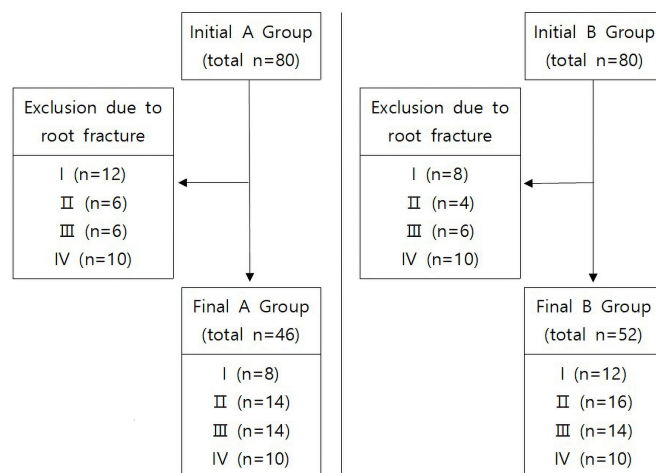 Initial A Group
(total n=80)
Exclusion due to
root fracture
I (n=12)
Ⅱ (n=6)
Ⅲ (n=6)
IV (n=10)
Final A Group
(total n=46)
I (n=8)
Ⅱ (n=14)
Ⅲ (n=14)
IV (n=10)
Initial B Group
(total n=80)
Exclusion due to
root fracture
I (n=8)
Ⅱ (n=4)
Ⅲ (n=6)
IV (n=10)
Final B Group
(total n=52)
I (n=12)
Ⅱ (n=16)
Ⅲ (n=14)
IV (n=10)